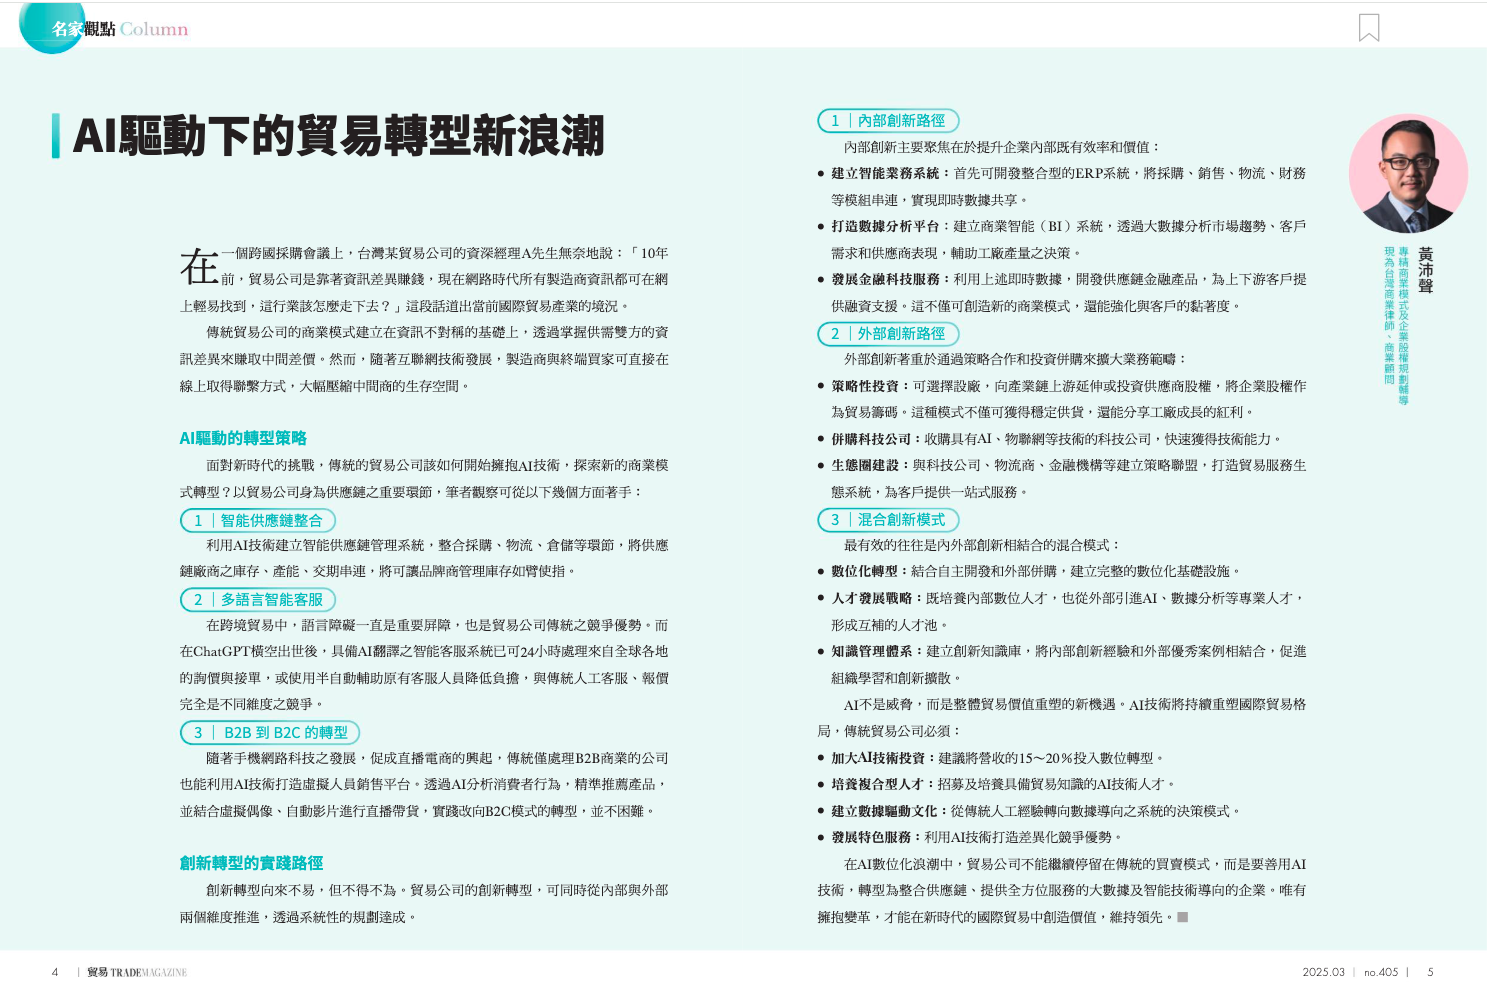 名家觀點 Column
AI驅動下的貿易轉型新浪潮
在一個跨國採購會議上，台灣某貿易公司的資深經理A先生無奈地說：「10年
前，貿易公司是靠著資訊差異賺錢，現在網路時代所有製造商資訊都可在網
上輕易找到，這行業該怎麼走下去？」這段話道出當前國際貿易產業的境況。
傳統貿易公司的商業模式建立在資訊不對稱的基礎上，透過掌握供需雙方的資
訊差異來賺取中間差價。然而，隨著互聯網技術發展，製造商與終端買家可直接在
線上取得聯繫方式，大幅壓縮中間商的生存空間。
AI驅動的轉型策略
面對新時代的挑戰，傳統的貿易公司該如何開始擁抱AI技術，探索新的商業模
式轉型？以貿易公司身為供應鏈之重要環節，筆者觀察可從以下幾個方面著手：
1｜智能供應鏈整合
利用AI技術建立智能供應鏈管理系統，整合採購、物流、倉儲等環節，將供應
鏈廠商之庫存、產能、交期串連，將可讓品牌商管理庫存如臂使指。
2｜多語言智能客服
在跨境貿易中，語言障礙一直是重要屏障，也是貿易公司傳統之競爭優勢。而
在ChatGPT橫空出世後，具備AI翻譯之智能客服系統已可24小時處理來自全球各地
的詢價與接單，或使用半自動輔助原有客服人員降低負擔，與傳統人工客服、報價
完全是不同維度之競爭。
3｜B2B 到 B2C 的轉型
隨著手機網路科技之發展，促成直播電商的興起，傳統僅處理B2B商業的公司
也能利用AI技術打造虛擬人員銷售平台。透過AI分析消費者行為，精準推薦產品，
並結合虛擬偶像、自動影片進行直播帶貨，實踐改向B2C模式的轉型，並不困難。
創新轉型的實踐路徑
創新轉型向來不易，但不得不為。貿易公司的創新轉型，可同時從內部與外部
兩個維度推進，透過系統性的規劃達成。
1｜內部創新路徑
內部創新主要聚焦在於提升企業內部既有效率和價值：
● 建立智能業務系統：首先可開發整合型的ERP系統，將採購、銷售、物流、財務
等模組串連，實現即時數據共享。
● 打造數據分析平台：建立商業智能（BI）系統，透過大數據分析市場趨勢、客戶
需求和供應商表現，輔助工廠產量之決策。
● 發展金融科技服務：利用上述即時數據，開發供應鏈金融產品，為上下游客戶提
供融資支援。這不僅可創造新的商業模式，還能強化與客戶的黏著度。
2｜外部創新路徑
外部創新著重於通過策略合作和投資併購來擴大業務範疇：
● 策略性投資：可選擇設廠，向產業鏈上游延伸或投資供應商股權，將企業股權作
為貿易籌碼。這種模式不僅可獲得穩定供貨，還能分享工廠成長的紅利。
● 併購科技公司：收購具有AI、物聯網等技術的科技公司，快速獲得技術能力。
● 生態圈建設：與科技公司、物流商、金融機構等建立策略聯盟，打造貿易服務生
態系統，為客戶提供一站式服務。
3｜混合創新模式
最有效的往往是內外部創新相結合的混合模式：
● 數位化轉型：結合自主開發和外部併購，建立完整的數位化基礎設施。
● 人才發展戰略：既培養內部數位人才，也從外部引進AI、數據分析等專業人才，
形成互補的人才池。
● 知識管理體系：建立創新知識庫，將內部創新經驗和外部優秀案例相結合，促進
組織學習和創新擴散。
AI不是威脅，而是整體貿易價值重塑的新機遇。AI技術將持續重塑國際貿易格
局，傳統貿易公司必須：
● 加大AI技術投資：建議將營收的15～20%投入數位轉型。
● 培養複合型人才：招募及培養具備貿易知識的AI技術人才。
● 建立數據驅動文化：從傳統人工經驗轉向數據導向之系統的決策模式。
● 發展特色服務：利用AI技術打造差異化競爭優勢。
在AI數位化浪潮中，貿易公司不能繼續停留在傳統的買賣模式，而是要善用AI
技術，轉型為整合供應鏈、提供全方位服務的大數據及智能技術導向的企業。唯有
擁抱變革，才能在新時代的國際貿易中創造價值，維持領先。■
黃沛聲
專精商業模式及企業股權規劃輔導
現為台灣商業律師、商業顧問
4 | 貿易 TRADEMAGAZINE
2025.03 | no.405 | 5